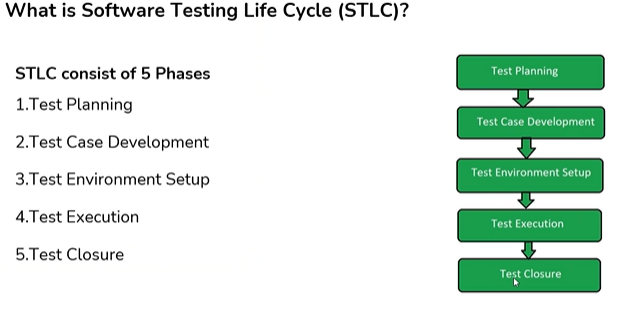 What is Software Testing Life Cycle (STLC)?
STLC consist of 5 Phases
1.Test Planning
2.Test Case Development
3.Test Environment Setup
4.Test Execution
5.Test Closure
Test Planning
Test Case Development
Test Environment Setup
Test Execution
Test Closure